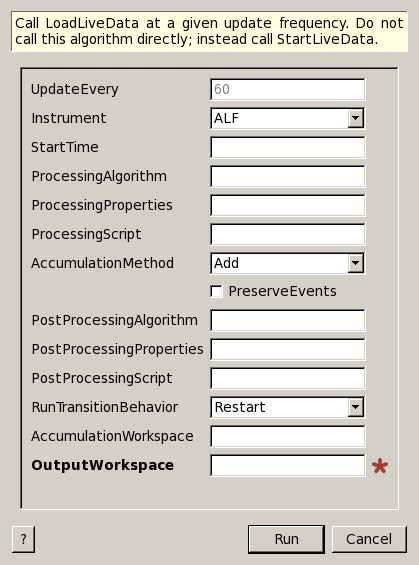 Call LoadLiveData at a given update frequency. Do not
call this algorithm directly; instead call StartLiveData.
UpdateEvery 60
Instrument ALF
StartTime
ProcessingAlgorithm
ProcessingProperties
ProcessingScript
AccumulationMethod Add
PreserveEvents
PostProcessingAlgorithm
PostProcessingProperties
PostProcessingScript
RunTransitionBehavior Restart
AccumulationWorkspace
OutputWorkspace *
? Run Cancel